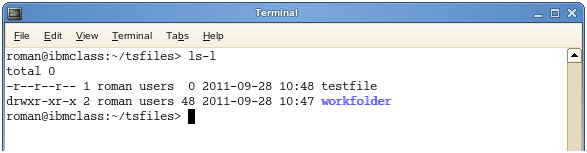 Terminal
File Edit View Terminal Tabs Help
roman@ibmclass:~/tsfiles> ls-l
total 0
-r--r--r-- 1 roman users 0 2011-09-28 10:48 testfile
drwxr-xr-x 2 roman users 48 2011-09-28 10:47 workfolder
roman@ibmclass:~/tsfiles>